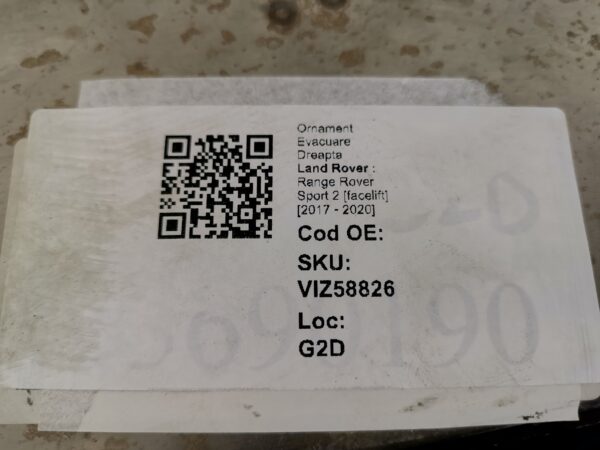 Ornament
Evacuare
Dreapta
Land Rover :
Range Rover
Sport 2 [facelift]
[2017 - 2020]
Cod OE:
SKU:
VIZ58826
Loc:
G2D